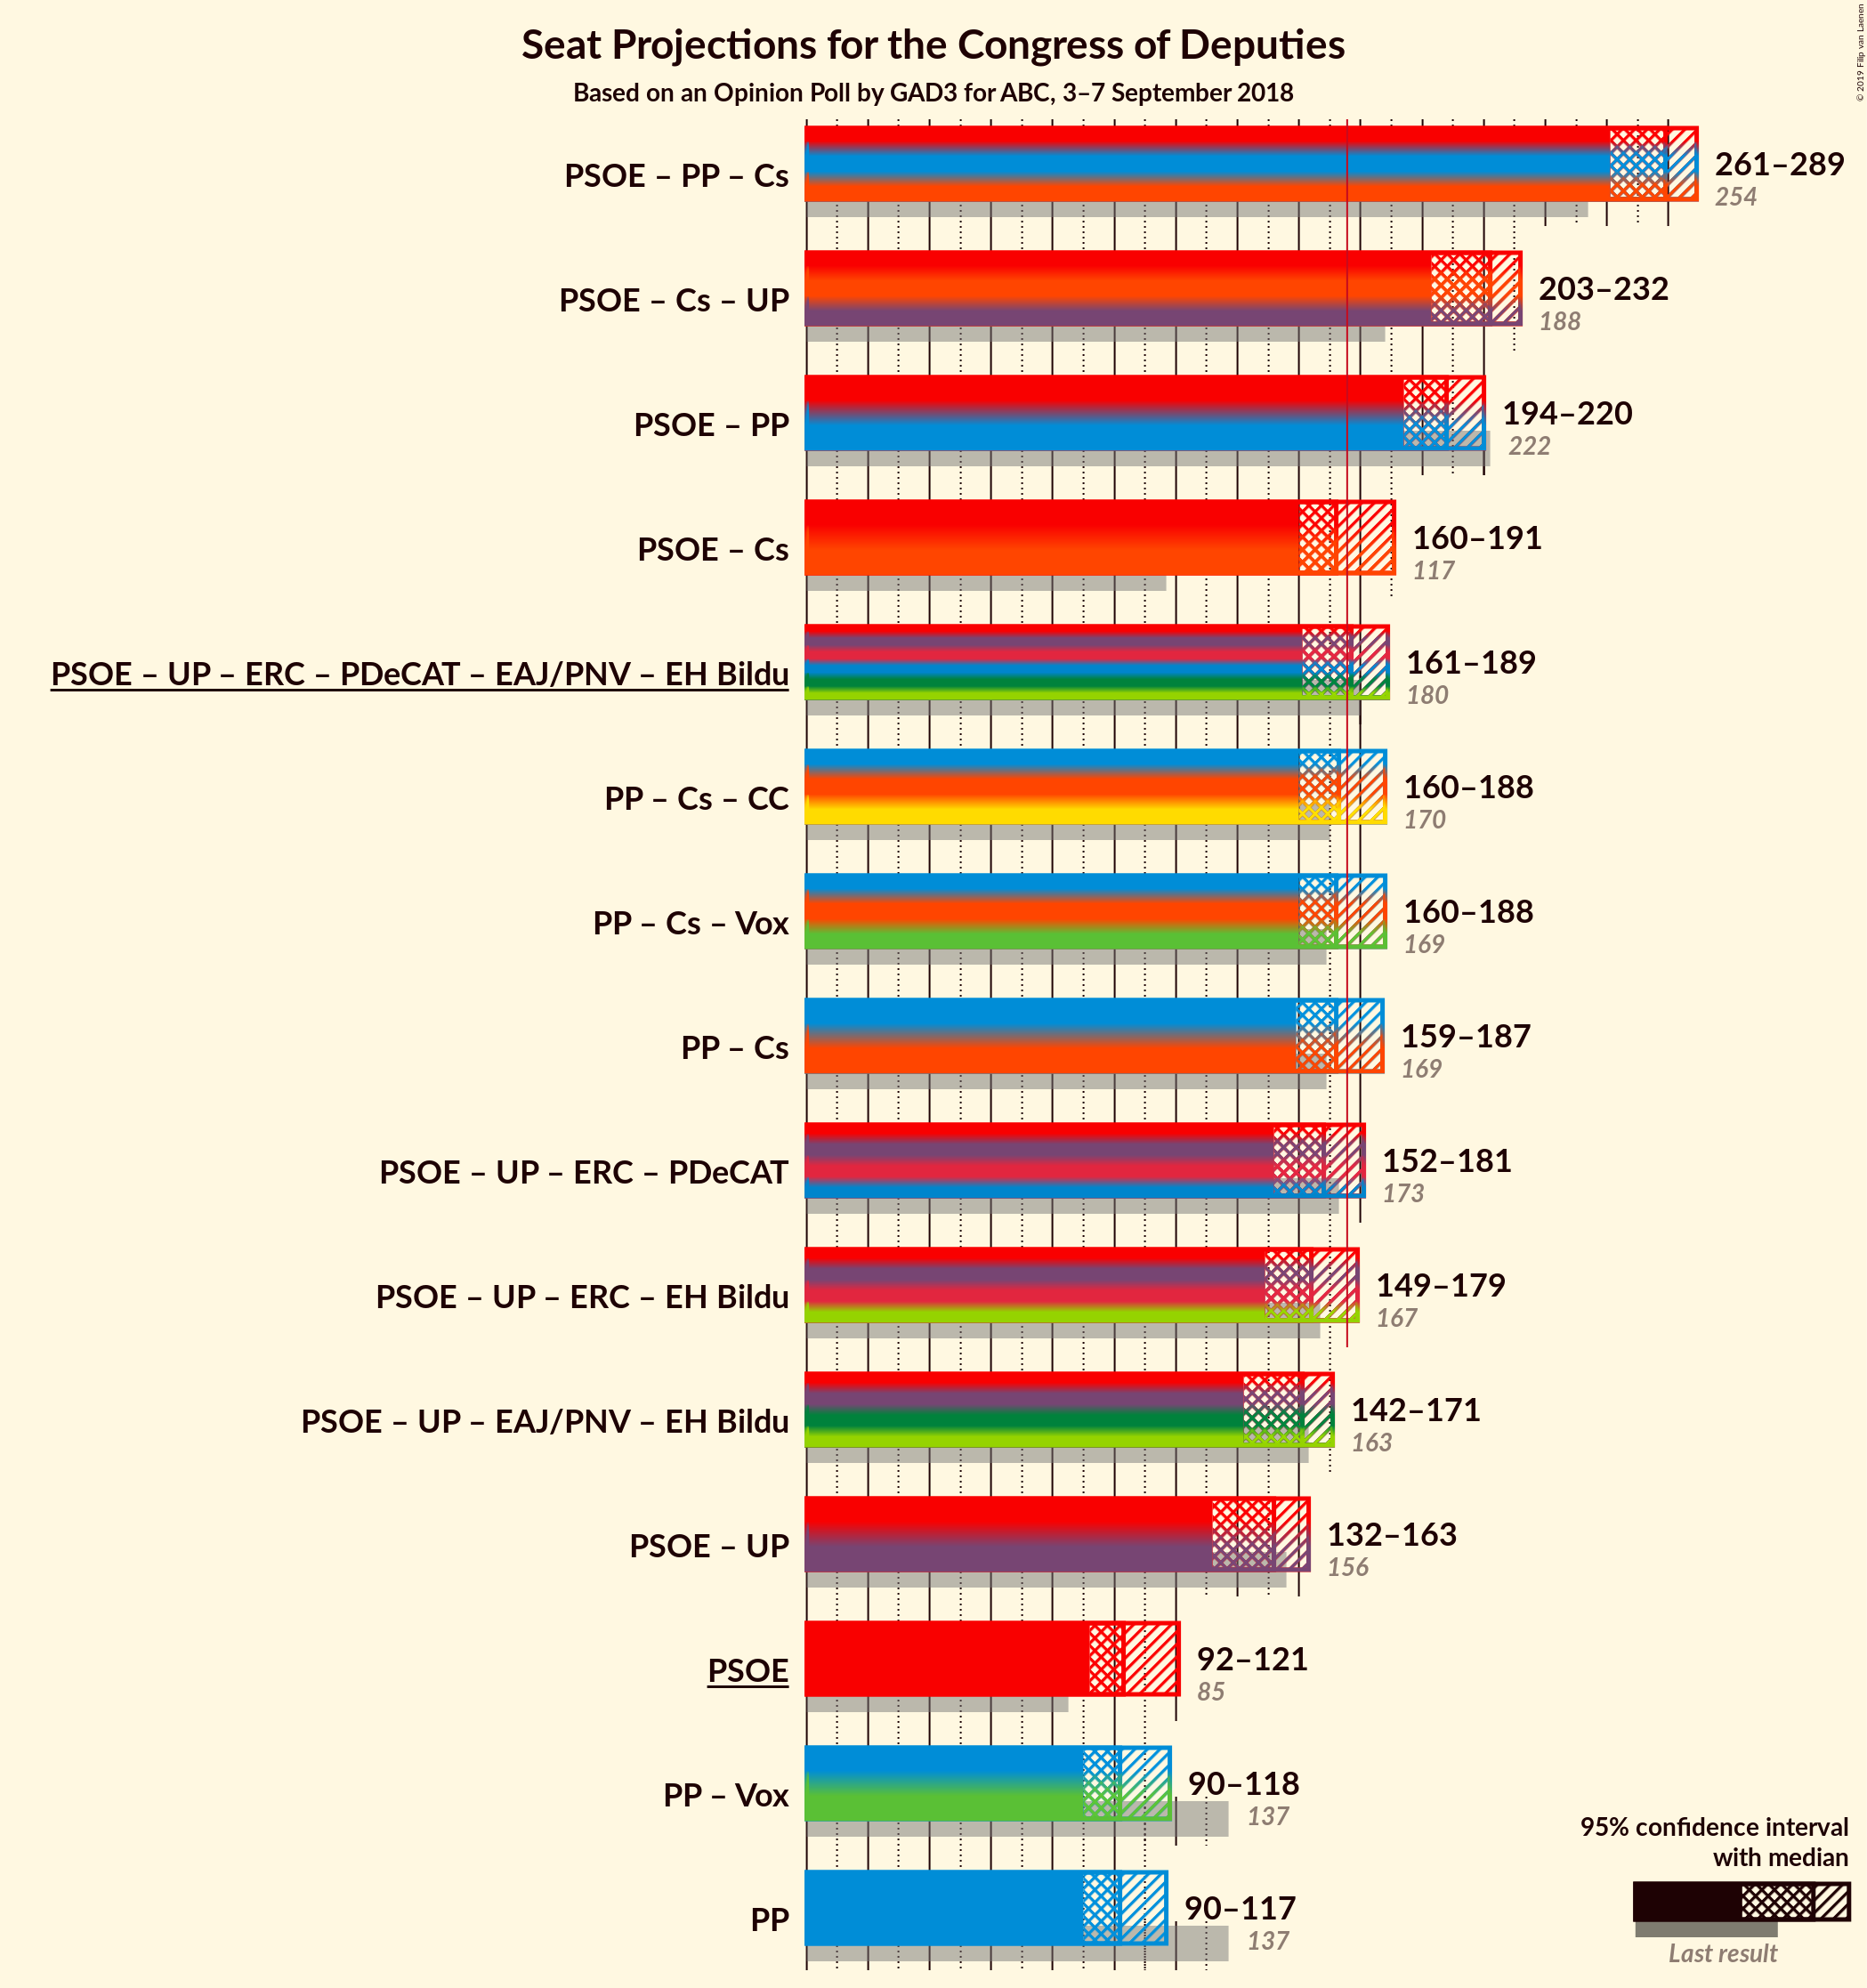 Seat Projections for the Congress of Deputies
Based on an Opinion Poll by GAD3 for ABC, 3–7 September 2018
© 2019 Filip van Laenen
PSOE – PP – Cs
261–289
254
PSOE – Cs – UP
203–232
188
PSOE – PP
194–220
222
PSOE – Cs
160–191
117
PSOE – UP – ERC – PDeCAT – EAJ/PNV – EH Bildu
161–189
180
PP – Cs – CC
160–188
170
PP – Cs – Vox
160–188
169
PP – Cs
159–187
169
PSOE – UP – ERC – PDeCAT
152–181
173
PSOE – UP – ERC – EH Bildu
149–179
167
PSOE – UP – EAJ/PNV – EH Bildu
142–171
163
PSOE – UP
132–163
156
PSOE
92–121
85
PP – Vox
90–118
137
PP
90–117
137
95% confidence interval
with median
Last result